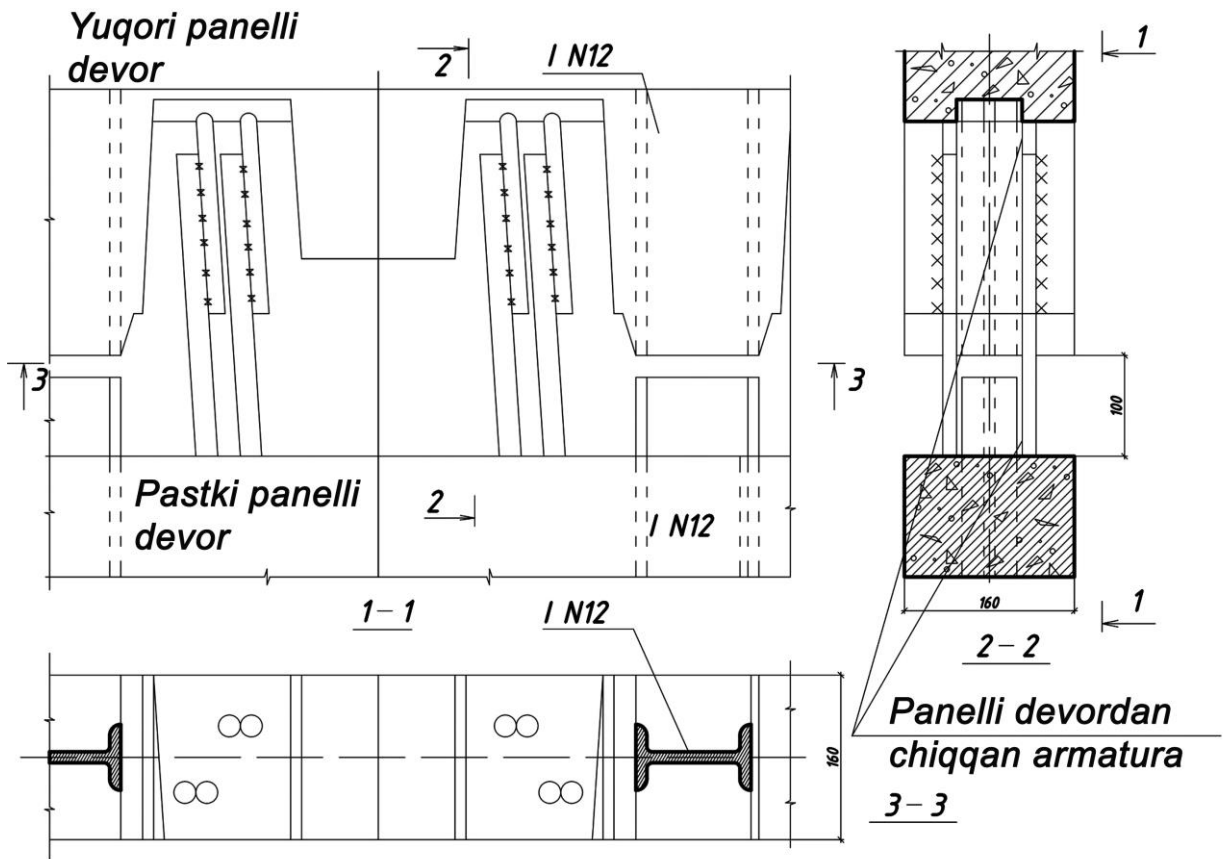 Yuqori panelli
devor
2
I N12
1
3
3
100
Pastki panelli
devor
2
I N12
160
1
1-1
I N12
2-2
160
Panelli devordan
chiqqan armatura
3-3